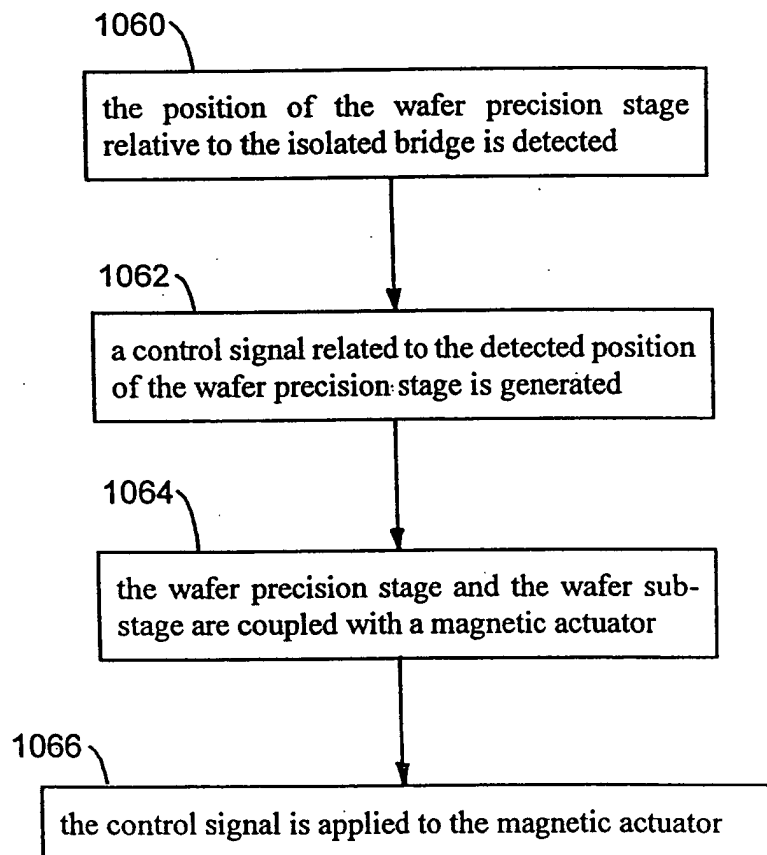 1060
the position of the wafer precision stage
relative to the isolated bridge is detected
1062
a control signal related to the detected position
of the wafer precision stage is generated
1064
the wafer precision stage and the wafer sub-
stage are coupled with a magnetic actuator
1066
the control signal is applied to the magnetic actuator